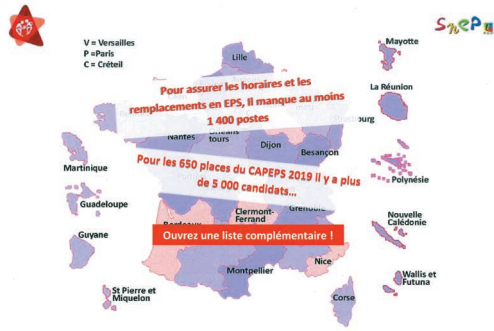 SnEP
V = Versailles
P =Paris
C = Créteil
Lille
Mayotte
Pour assurer les horaires et les
remplacements en EPS, Il manque au moins
1 400 postes
La Réunion
Nantes
tours
Dijon
Besançon
Martinique
Pour les 650 places du CAPEPS 2019 il y a plus
de 5 000 candidats...
Polynésie
Guadeloupe
Clermont-
Ferrand
Grenoble
Nouvelle
Calédonie
Bordeaux
Ouvrez une liste complémentaire !
Guyane
Nice
Montpellier
Wallis et
Futuna
St Pierre et
Miquelon
Corse